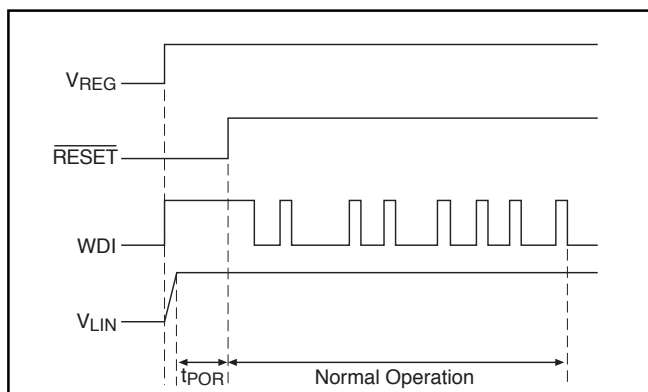 VREG
RESET
WDI
VLIN
tPOR
Normal Operation